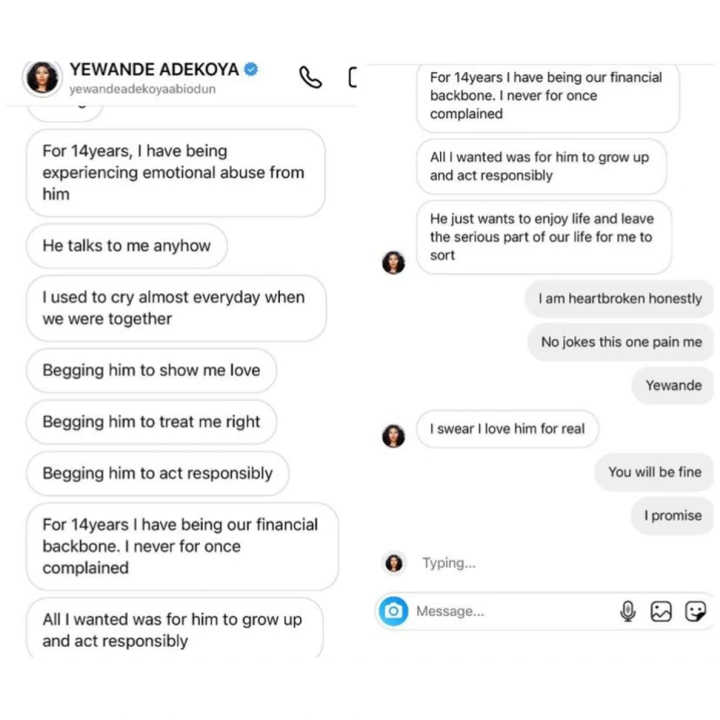 YEWANDE ADEKOYA
yewandeadekoyaabiodun
For 14years, I have being
experiencing emotional abuse from
him
He talks to me anyhow
I used to cry almost everyday when
we were together
Begging him to show me love
Begging him to treat me right
Begging him to act responsibly
For 14years I have being our financial
backbone. I never for once
complained
All I wanted was for him to grow up
and act responsibly
For 14years I have being our financial
backbone. I never for once
complained
All I wanted was for him to grow up
and act responsibly
He just wants to enjoy life and leave
the serious part of our life for me to
sort
I am heartbroken honestly
No jokes this one pain me
Yewande
I swear I love him for real
You will be fine
I promise
Typing...
Message...